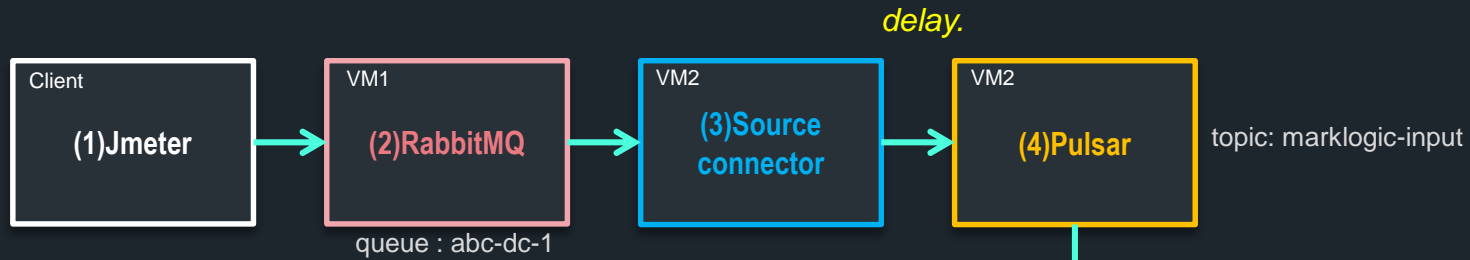 delay.
Client
(1)Jmeter
VM1
(2)RabbitMQ
queue : abc-dc-1
VM2
(3)Source
connector
VM2
(4)Pulsar
topic: marklogic-input